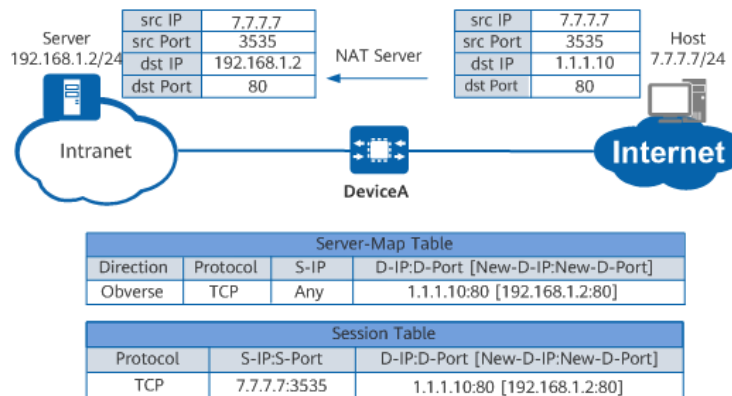 Server
192.168.1.2/24
src IP 7.7.7.7
src Port 3535
dst IP 192.168.1.2
dst Port 80
NAT Server
src IP 7.7.7.7
src Port 3535
dst IP 1.1.1.10
dst Port 80
Host
7.7.7.7/24
Intranet
DeviceA
Internet
Server-Map Table
Direction Protocol S-IP D-IP:D-Port [New-D-IP:New-D-Port]
Obverse TCP Any 1.1.1.10:80 [192.168.1.2:80]
Session Table
Protocol S-IP:S-Port D-IP:D-Port [New-D-IP:New-D-Port]
TCP 7.7.7.7:3535 1.1.1.10:80 [192.168.1.2:80]